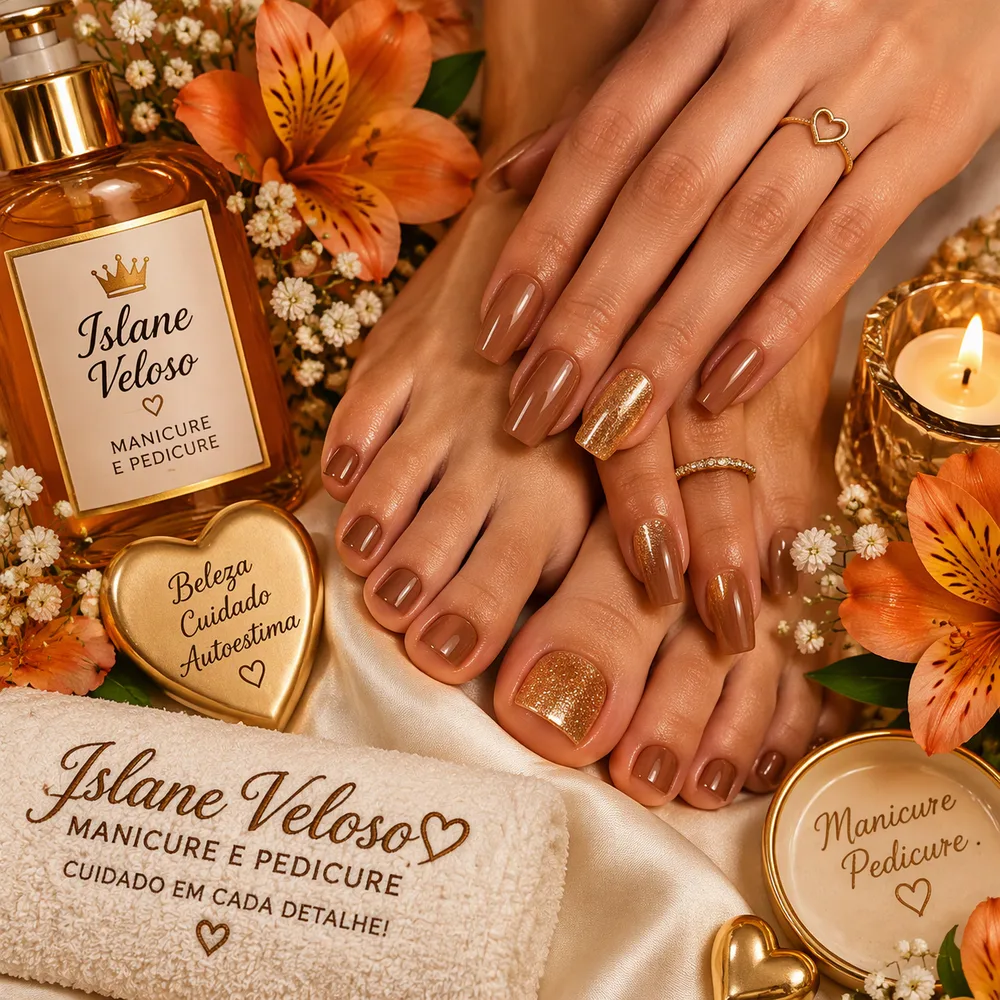 Islane
Veloso
MANICURE
E PEDICURE
Beleza
Cuidado
Autoestima
Islane Veloso
MANICURE E PEDICURE
CUIDADO EM CADA DETALHE!
Manicure
Pedicure.